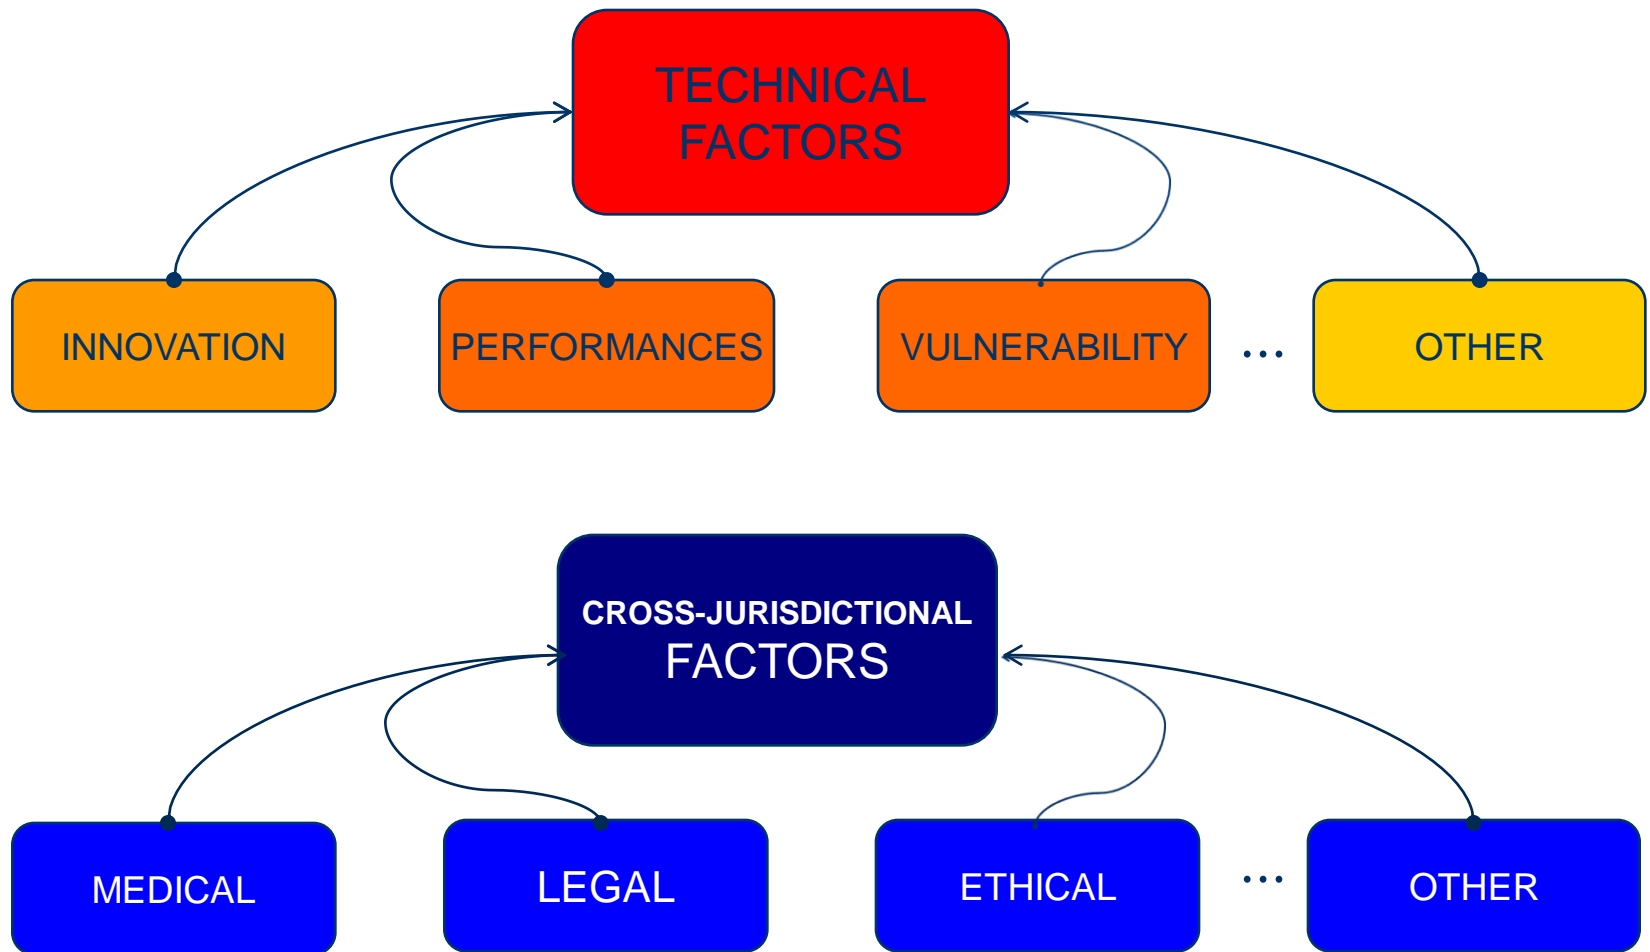 TECHNICAL
FACTORS
INNOVATION
PERFORMANCES
VULNERABILITY
...
OTHER
CROSS-JURISDICTIONAL
FACTORS
MEDICAL
LEGAL
ETHICAL
...
OTHER